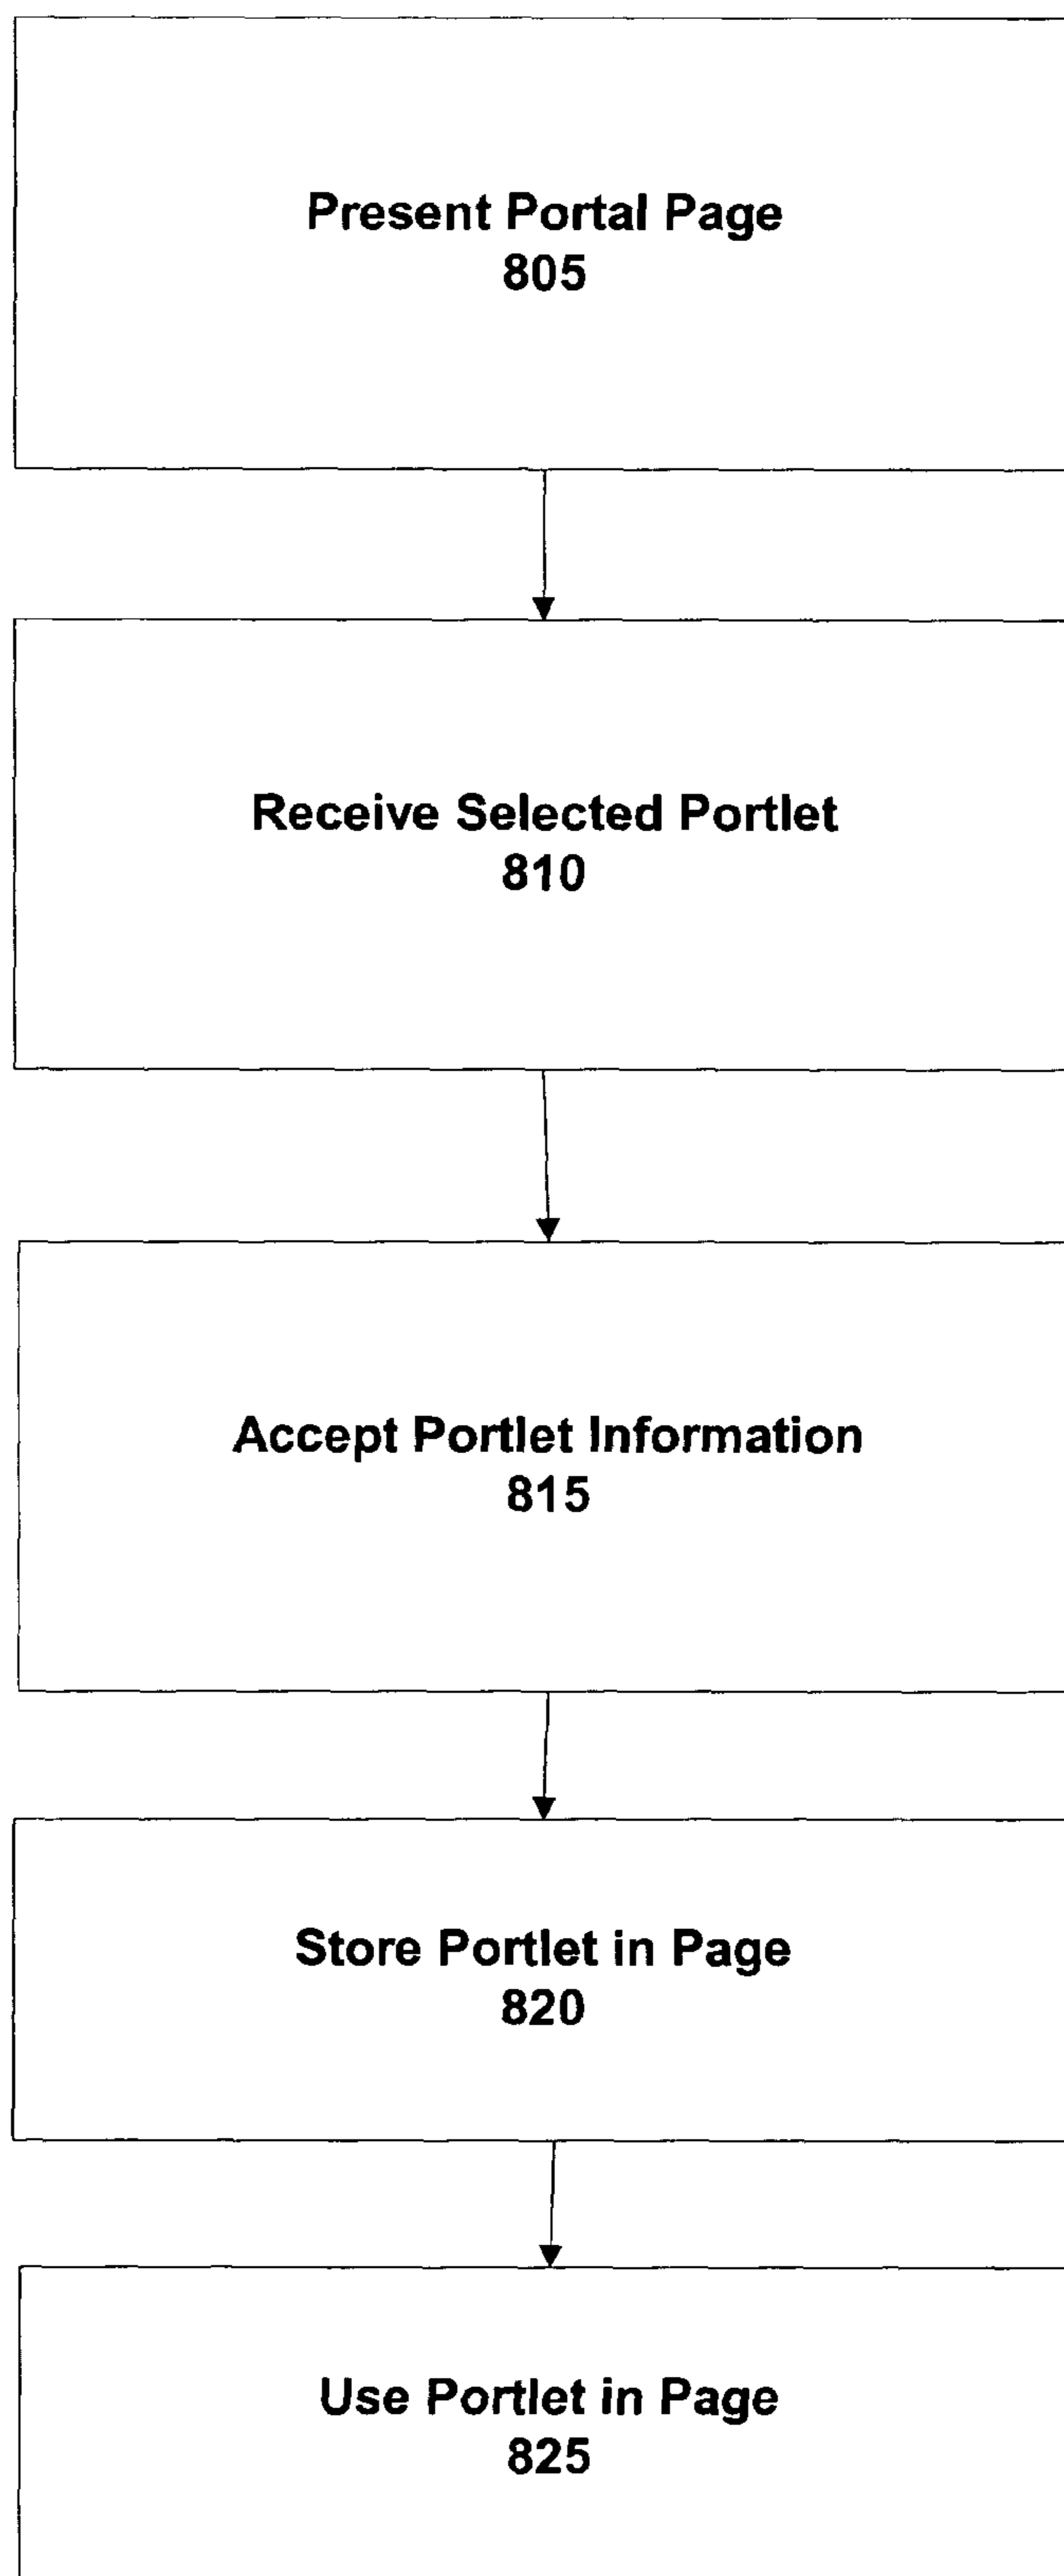 Present Portal Page
805
Receive Selected Portlet
810
Accept Portlet Information
815
Store Portlet in Page
820
Use Portlet in Page
825